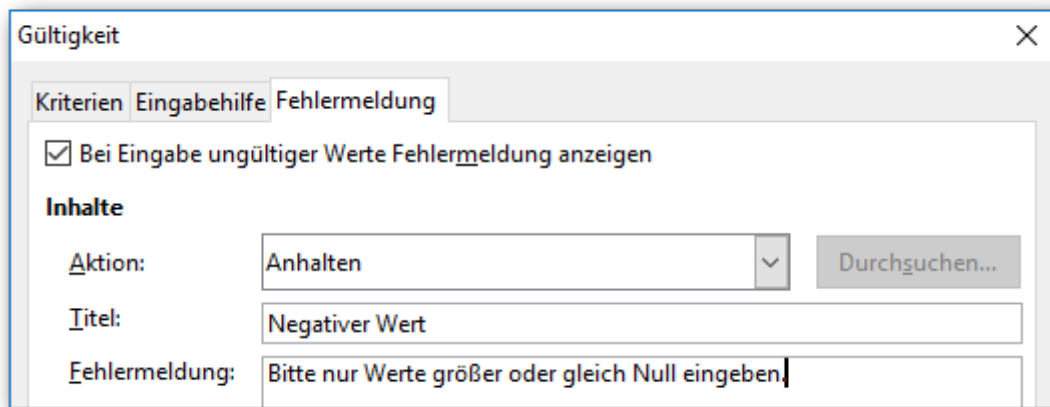 Gültigkeit
Kriterien Eingabehilfe Fehlermeldung
Bei Eingabe ungültiger Werte Fehlermeldung anzeigen
Inhalte
Aktion: Anhalten Durchsuchen...
Titel: Negativer Wert
Fehlermeldung: Bitte nur Werte größer oder gleich Null eingeben.